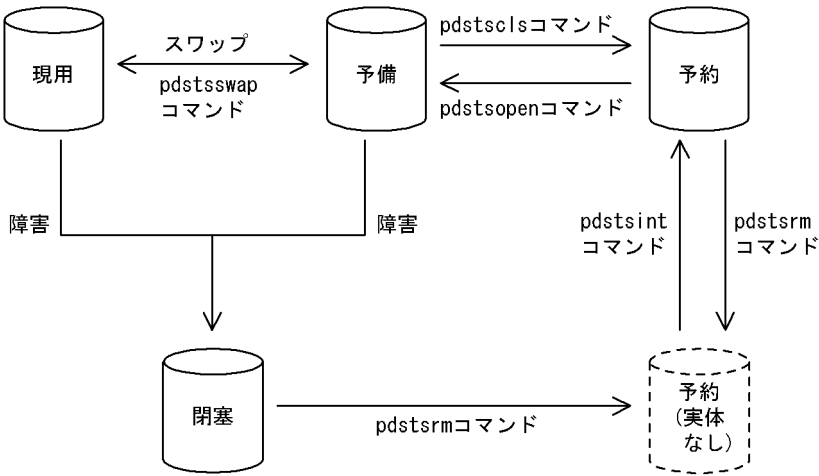 スワップ
pdstsclsコマンド
現用
予備
予約
pdstsswap
コマンド
pdstsopenコマンド
障害
障害
pdstsint
コマンド
pdstsrm
コマンド
閉塞
pdstsrmコマンド
予約
(実体
なし)